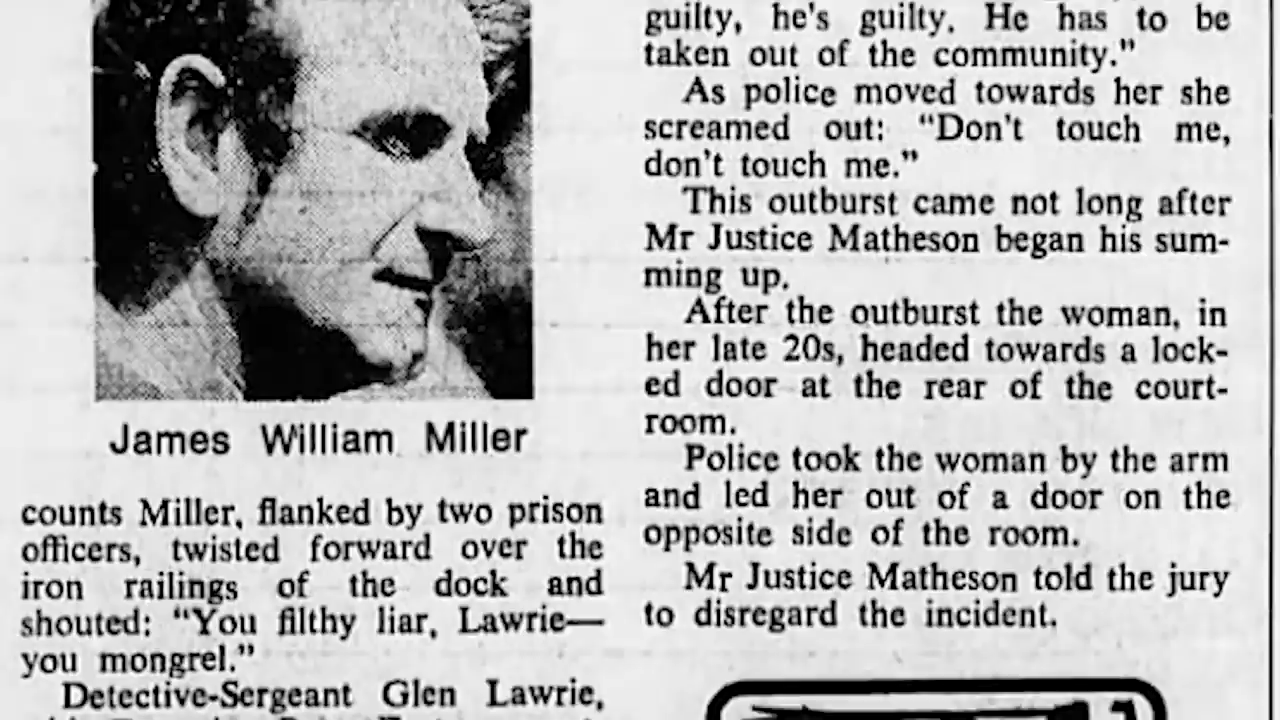 James William Miller
counts Miller, flanked by two prison
officers, twisted forward over the
iron railings of the dock and
shouted: “You filthy liar, Lawrie—
you mongrel.”
Detective-Sergeant Glen Lawrie,
guilty, he's guilty. He has to be
taken out of the community.”
As police moved towards her she
screamed out: “Don't touch me,
don't touch me.”
This outburst came not long after
Mr Justice Matheson began his sum-
ming up.
After the outburst the woman, in
her late 20s, headed towards a lock-
ed door at the rear of the court-
room.
Police took the woman by the arm
and led her out of a door on the
opposite side of the room.
Mr Justice Matheson told the jury
to disregard the incident.